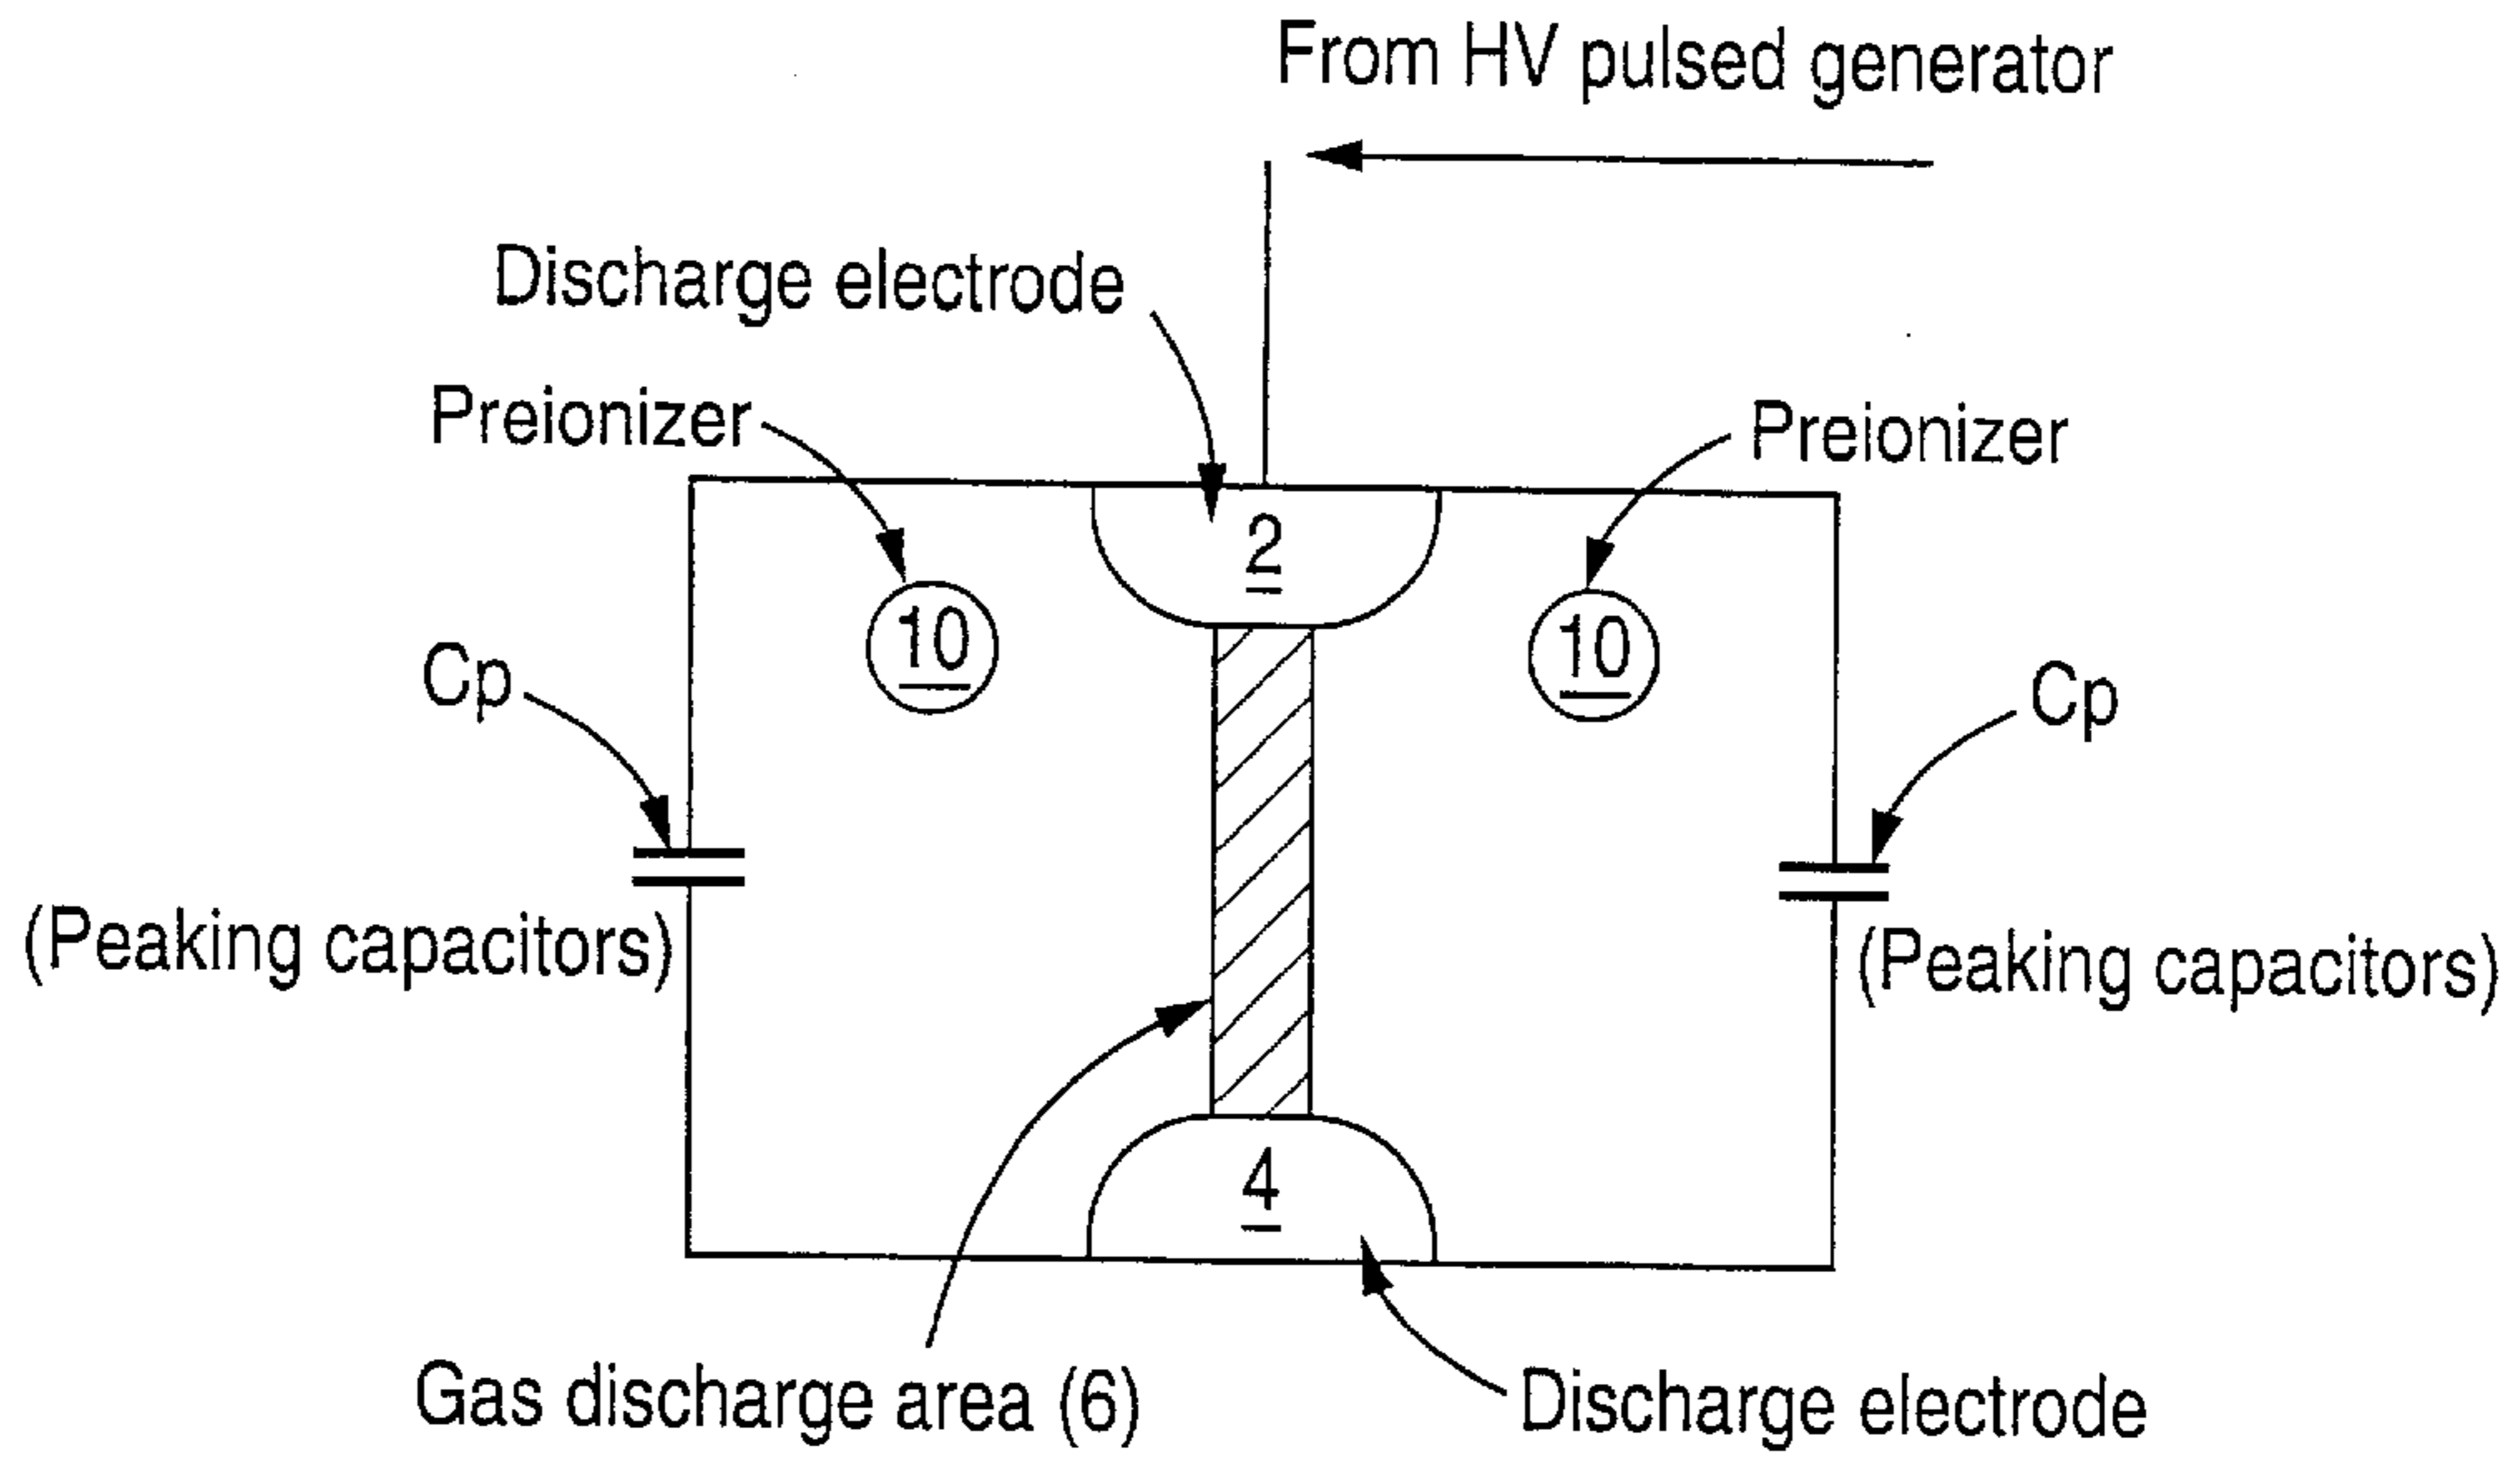 From HV pulsed generator
Discharge electrode
Preionizer
Preionizer
2
10
10
Cp
Cp
(Peaking capacitors)
(Peaking capacitors)
4
Gas discharge area (6)
Discharge electrode